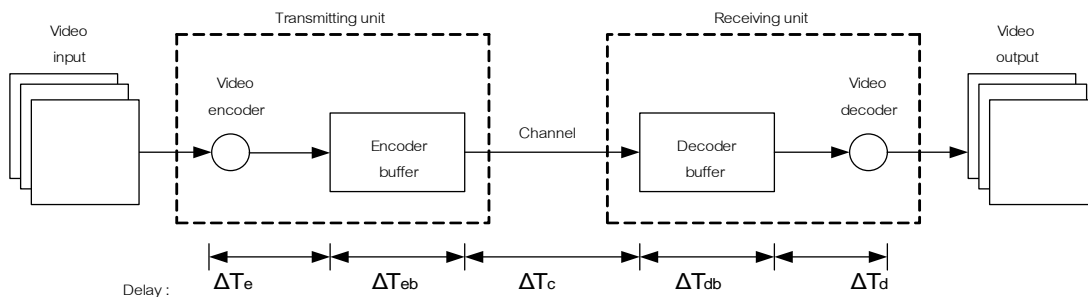 Transmitting unit
Receiving unit
Video
input
Video
encoder
Encoder
buffer
Channel
Decoder
buffer
Video
decoder
Video
output
Delay :
ΔTe
ΔTeb
ΔTc
ΔTdb
ΔTd